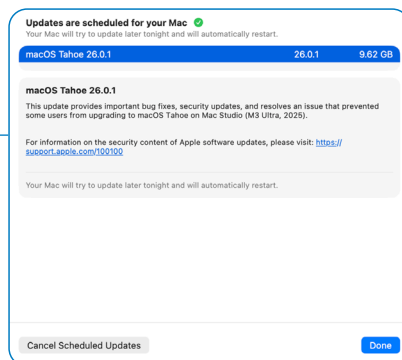 Updates are scheduled for your Mac
Your Mac will try to update later tonight and will automatically restart.
macOS Tahoe 26.0.1 26.0.1 9.62 GB
macOS Tahoe 26.0.1
This update provides important bug fixes, security updates, and resolves an issue that prevented
some users from upgrading to macOS Tahoe on Mac Studio (M3 Ultra, 2025).
For information on the security content of Apple software updates, please visit: https://
support.apple.com/100100
Your Mac will try to update later tonight and will automatically restart.
Cancel Scheduled Updates Done